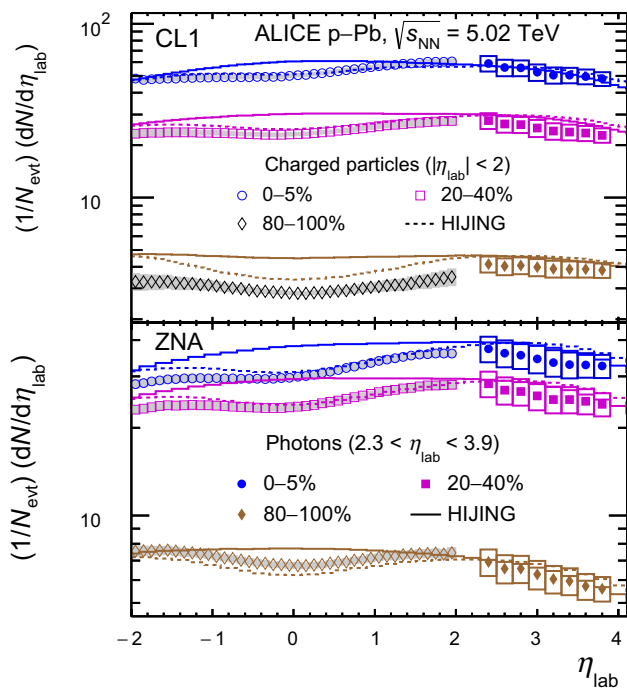 10²
CL1 ALICE p–Pb, √s_NN = 5.02 TeV
(1/N_evt) (dN/dη_lab)
Charged particles (|η_lab| < 2)
0–5% 20–40%
10
80–100% HIJING
ZNA
(1/N_evt) (dN/dη_lab)
Photons (2.3 < η_lab < 3.9)
0–5% 20–40%
10
80–100% HIJING
−2 −1 0 1 2 3 4
η_lab